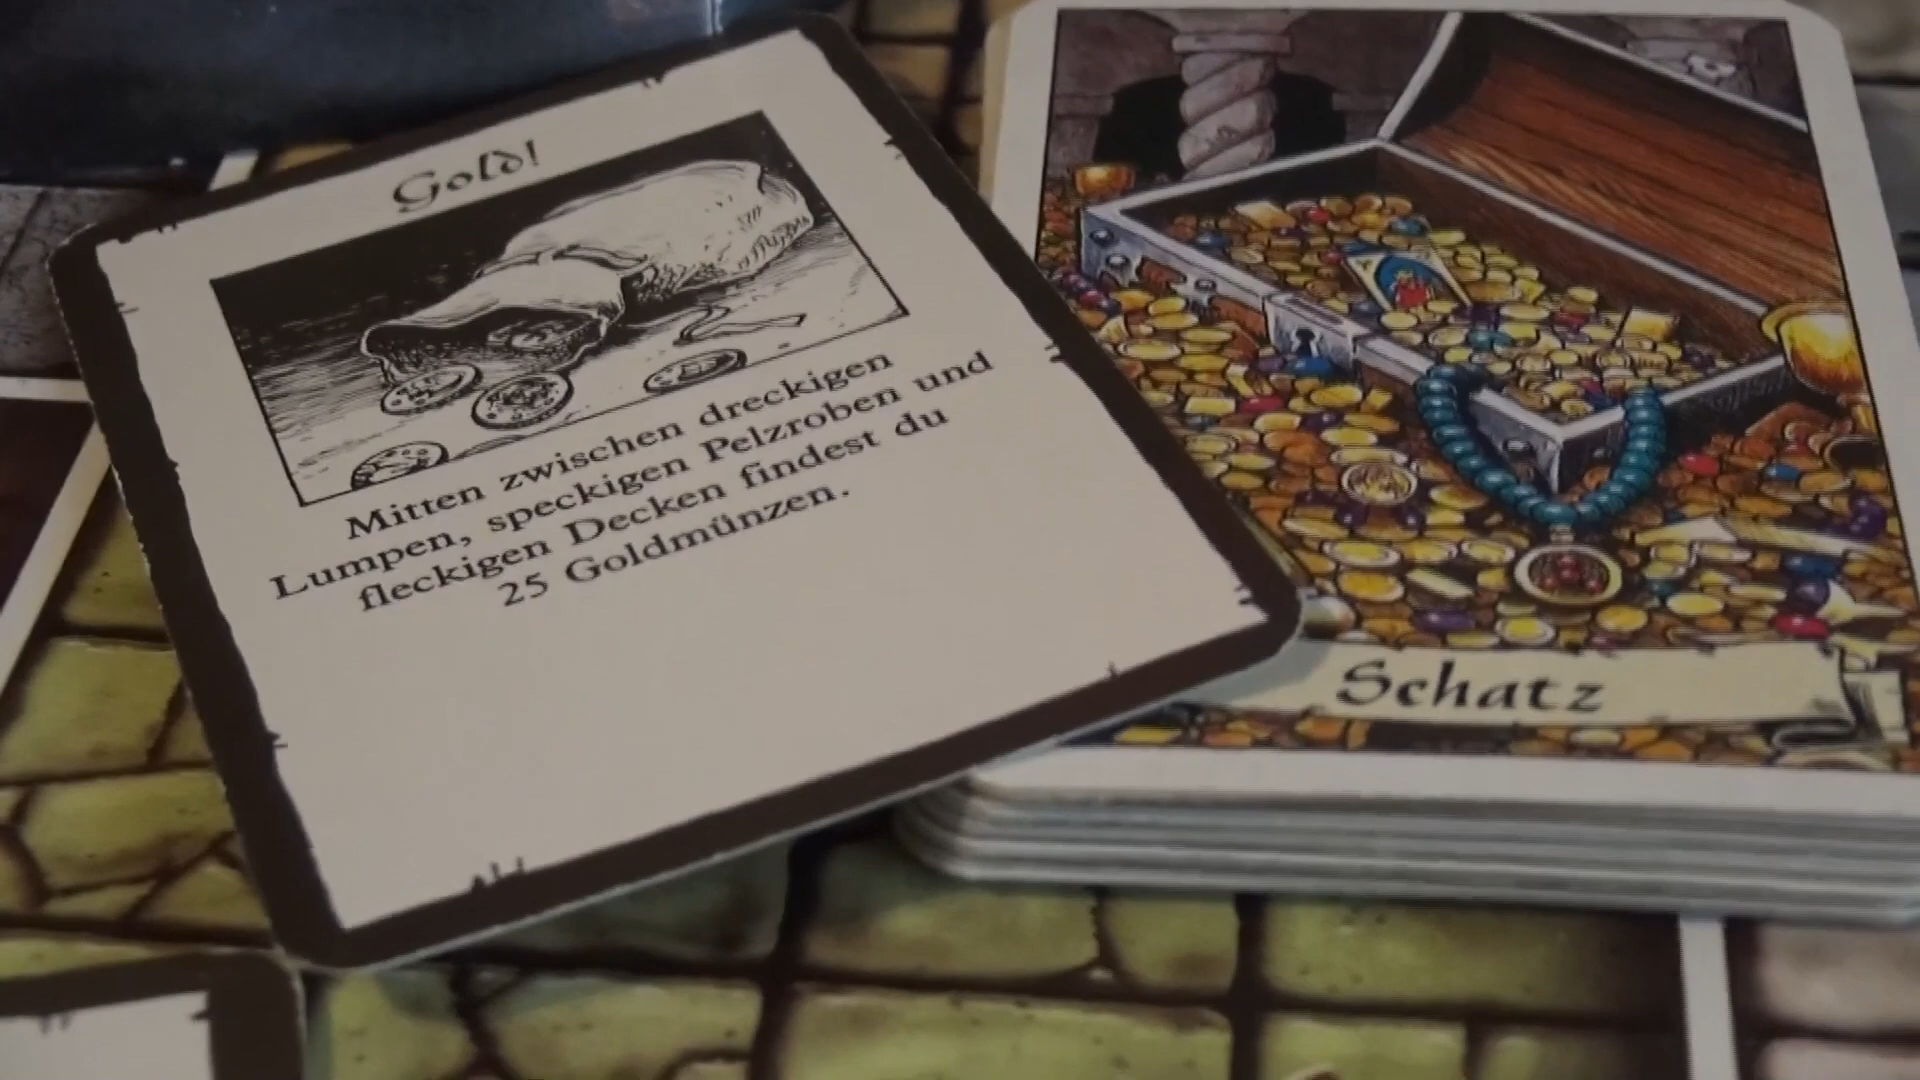 Gold!
Mitten zwischen dreckigen
Lumpen, speckigen Pelzroben und
fleckigen Decken findest du
25 Goldmünzen.
Schatz